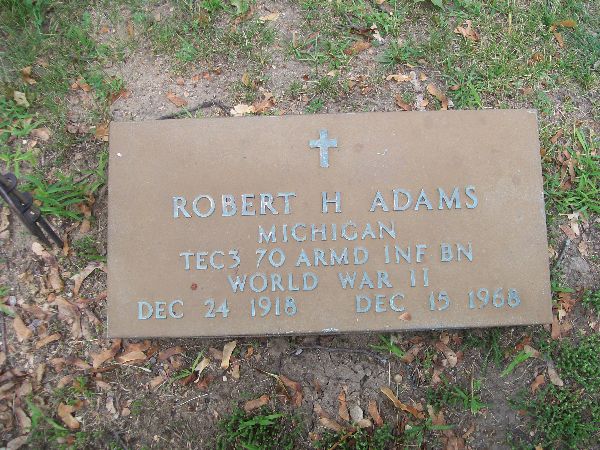 ROBERT H ADAMS
MICHIGAN
TEC3 70 ARMD INF BN
WORLD WAR II
DEC 24 1918 DEC 15 1968